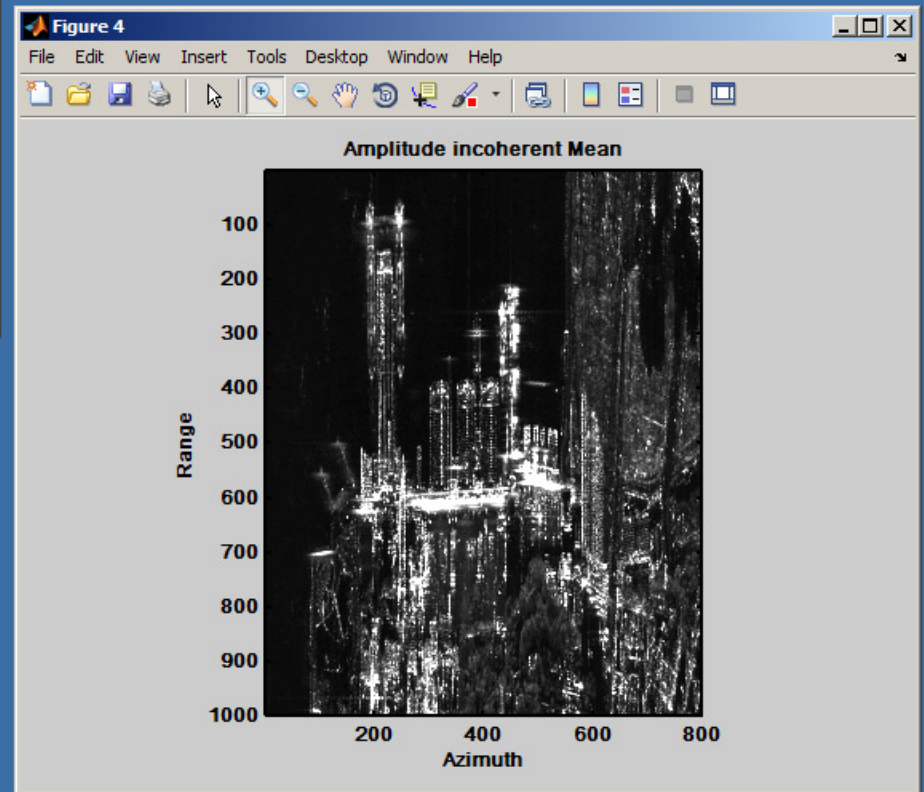 Figure 4
File Edit View Insert Tools Desktop Window Help
Amplitude incoherent Mean
100
200
300
400
500
600
700
800
900
1000
Range
200 400 600 800
Azimuth